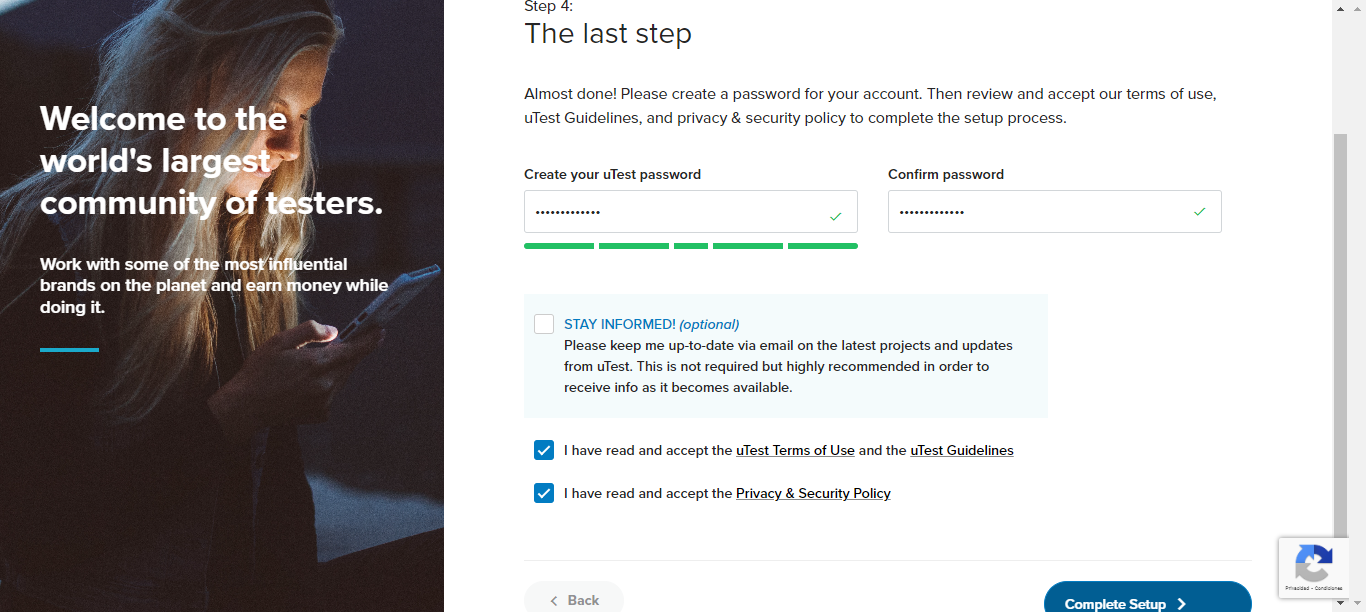 Step 4:
The last step
Welcome to the
world's largest
community of testers.
Work with some of the most influential
brands on the planet and earn money while
doing it.
Almost done! Please create a password for your account. Then review and accept our terms of use,
uTest Guidelines, and privacy & security policy to complete the setup process.
Create your uTest password
Confirm password
•••••••••••••
•••••••••••••
STAY INFORMED! (optional)
Please keep me up-to-date via email on the latest projects and updates
from uTest. This is not required but highly recommended in order to
receive info as it becomes available.
I have read and accept the uTest Terms of Use and the uTest Guidelines
I have read and accept the Privacy & Security Policy
Back
Complete Setup
Privacidad - Condiciones